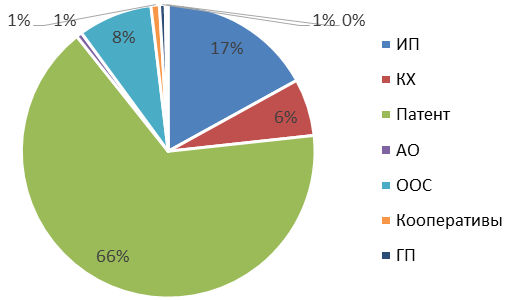 1%
1%
1%
0%
8%
17%
6%
66%
ИП
КХ
Патент
АО
ООС
Кооперативы
ГП